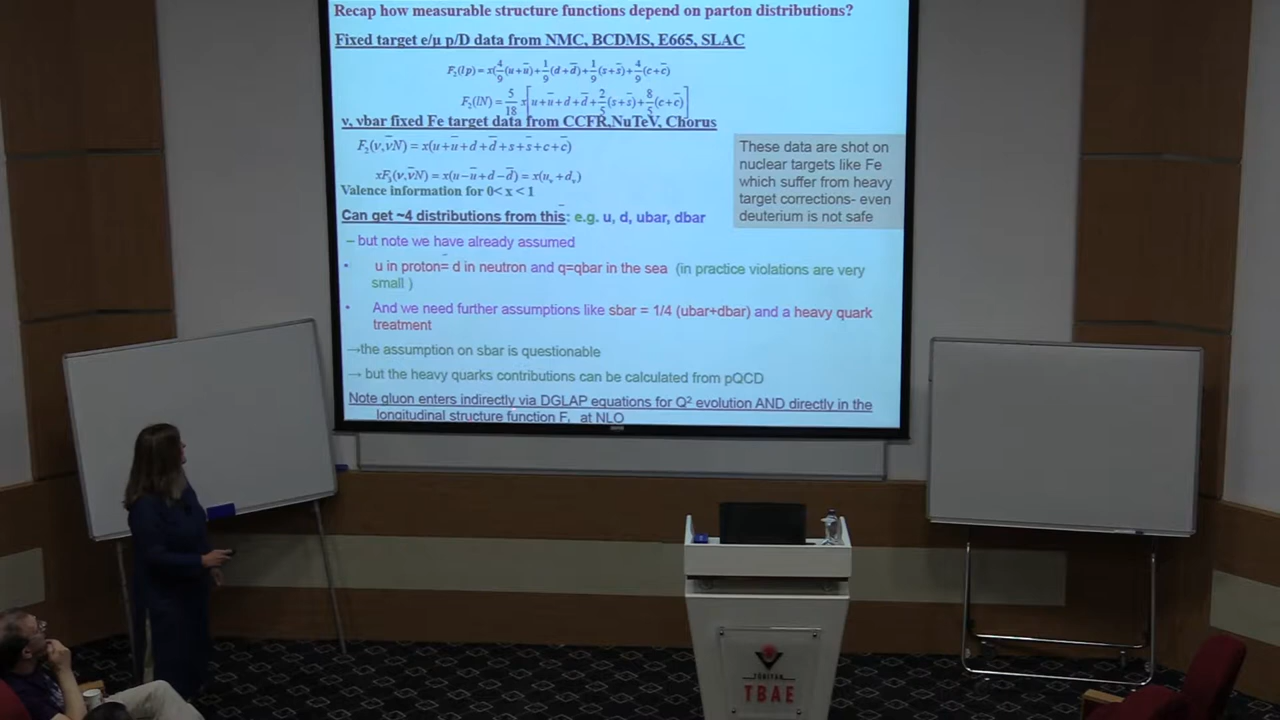 Recap how measurable structure functions depend on parton distributions?
Fixed target e/μ p/D data from NMC, BCDMS, E665, SLAC
F₂(lp) = x(4/9(u+ū)+1/9(d+d̄)+1/9(s+s̄)+4/9(c+c̄)
F₂(lN) = 5/18 x[u+ū+d+d̄+2/5(s+s̄)+8/5(c+c̄)]
ν, νbar fixed Fe target data from CCFR,NuTeV, Chorus
F₂(ν,ν̄N) = x(u+ū+d+d̄+s+s̄+c+c̄)
xF₃(ν,ν̄N) = x(u−ū+d−d̄) = x(uᵥ+dᵥ)
Valence information for 0< x < 1
These data are shot on
nuclear targets like Fe
which suffer from heavy
target corrections- even
deuterium is not safe
Can get ~4 distributions from this: e.g. u, d, ubar, dbar
– but note we have already assumed
• u in proton= d in neutron and q=qbar in the sea (in practice violations are very
small )
• And we need further assumptions like sbar = 1/4 (ubar+dbar) and a heavy quark
treatment
→the assumption on sbar is questionable
→ but the heavy quarks contributions can be calculated from pQCD
Note gluon enters indirectly via DGLAP equations for Q² evolution AND directly in the
longitudinal structure function F, at NLO
TÜBİTAK
TBAE